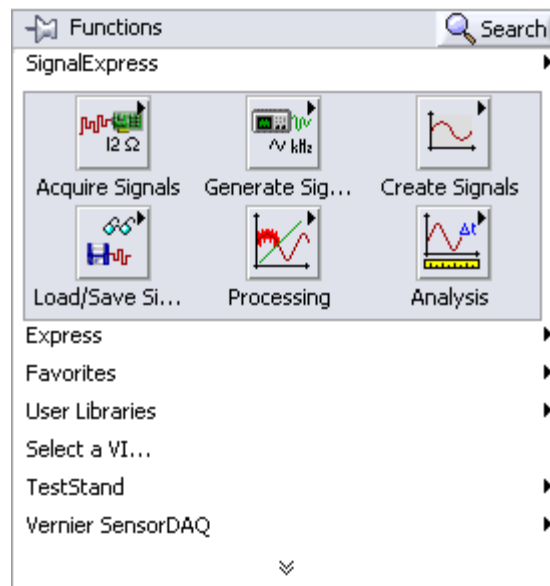 Functions Search
SignalExpress
12 Ω
kHz
Acquire Signals Generate Sig... Create Signals
Δt
Load/Save Si... Processing Analysis
Express
Favorites
User Libraries
Select a VI...
TestStand
Vernier SensorDAQ